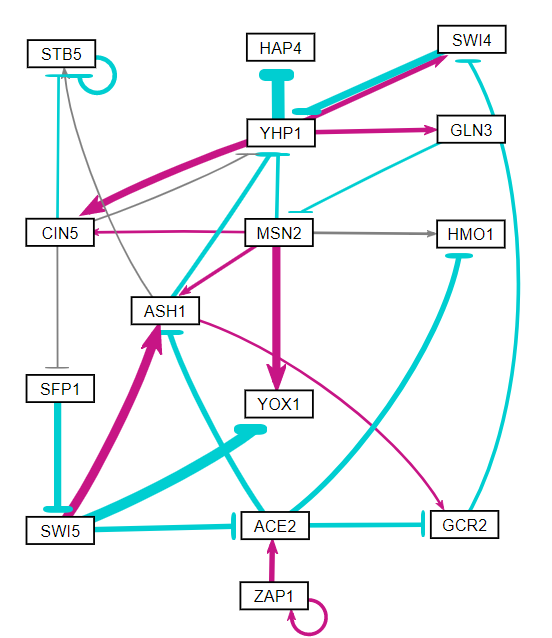 STB5
HAP4
SWI4
YHP1
GLN3
CIN5
MSN2
HMO1
ASH1
SFP1
YOX1
SWI5
ACE2
GCR2
ZAP1